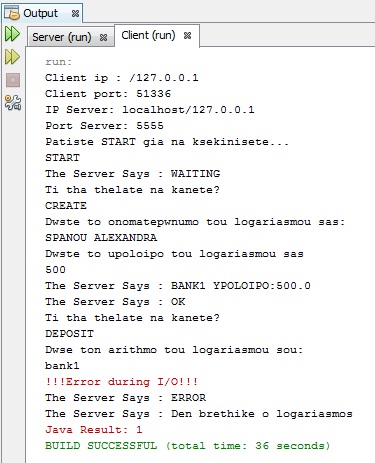 Output
Server (run)
Client (run)
run:
Client ip : /127.0.0.1
Client port: 51336
IP Server: localhost/127.0.0.1
Port Server: 5555
Patiste START gia na ksekinisete...
START
The Server Says : WAITING
Ti tha thelate na kanete?
CREATE
Dwste to onomatepwnumo tou logariasmou sas:
SPANOU ALEXANDRA
Dwste to upoloipo tou logariasmou sas
500
The Server Says : BANK1 YPOLOIPO:500.0
The Server Says : OK
Ti tha thelate na kanete?
DEPOSIT
Dwse ton arithmo tou logariasmou sou:
bank1
!!!Error during I/O!!!
The Server Says : ERROR
The Server Says : Den brethike o logariasmos
Java Result: 1
BUILD SUCCESSFUL (total time: 36 seconds)